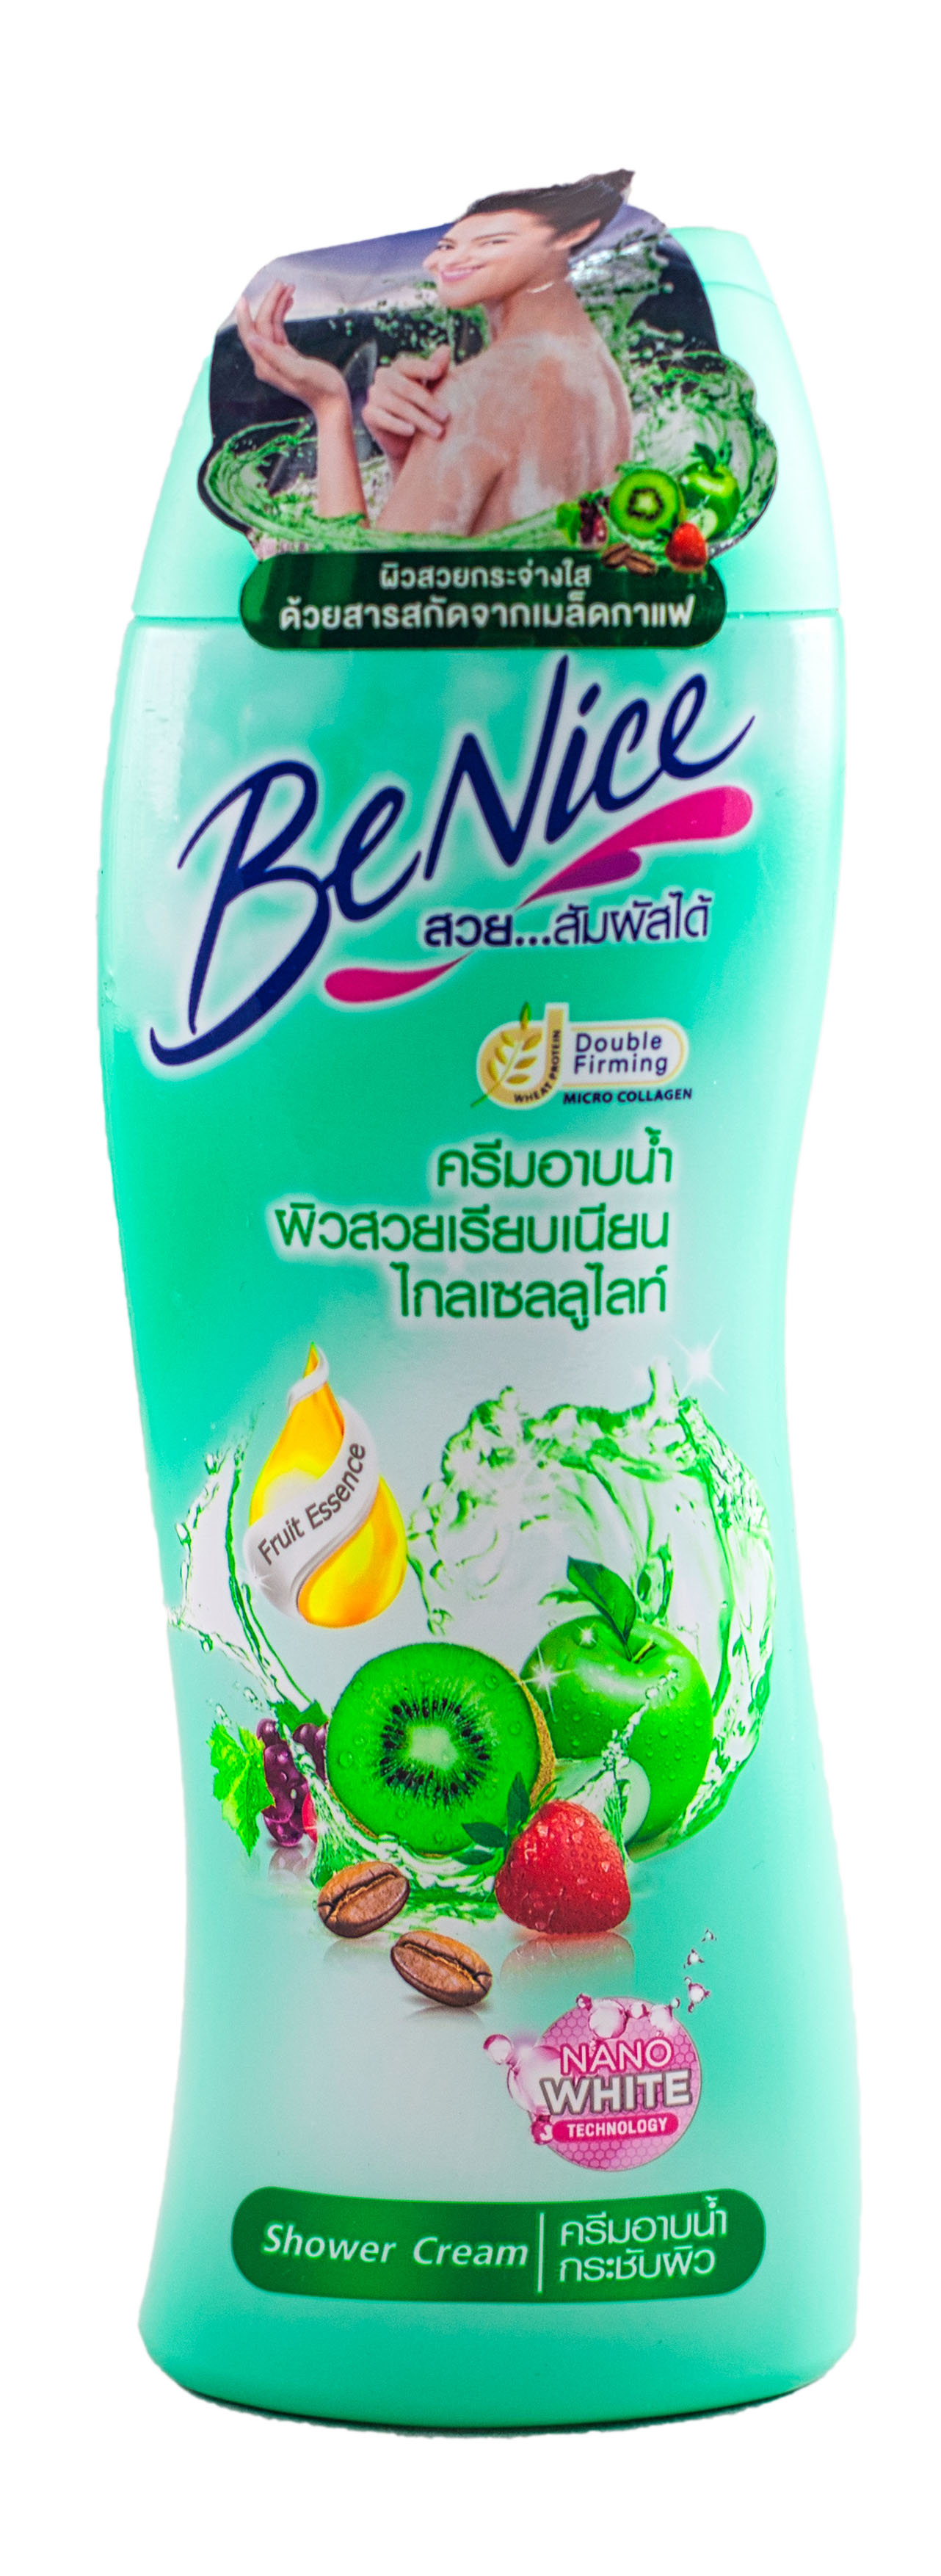 ผิวสวยกระจ่างใส
ด้วยสารสกัดจากเมล็ดกาแฟ
BeNice
สวย...สัมผัสได้
WHEAT PROTEIN
Double
Firming
MICRO COLLAGEN
ครีมอาบน้ำ
ผิวสวยเรียบเนียน
ไกลเซลลูไลท์
Fruit Essence
NANO
WHITE
TECHNOLOGY
Shower Cream
ครีมอาบน้ำ
กระชับผิว